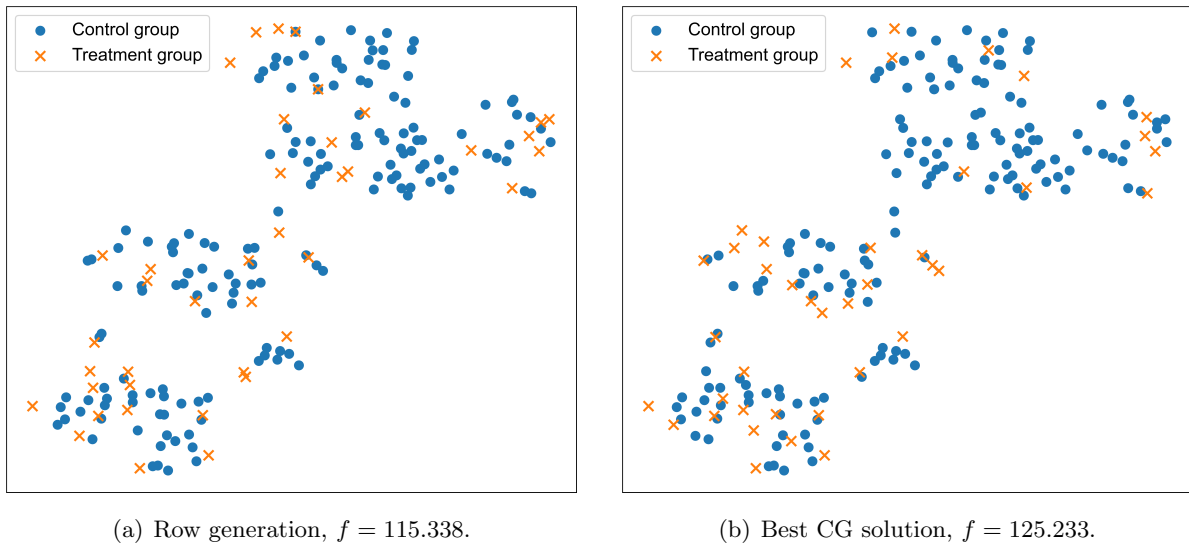 Control group
Treatment group
Control group
Treatment group
(a) Row generation, f = 115.338.
(b) Best CG solution, f = 125.233.